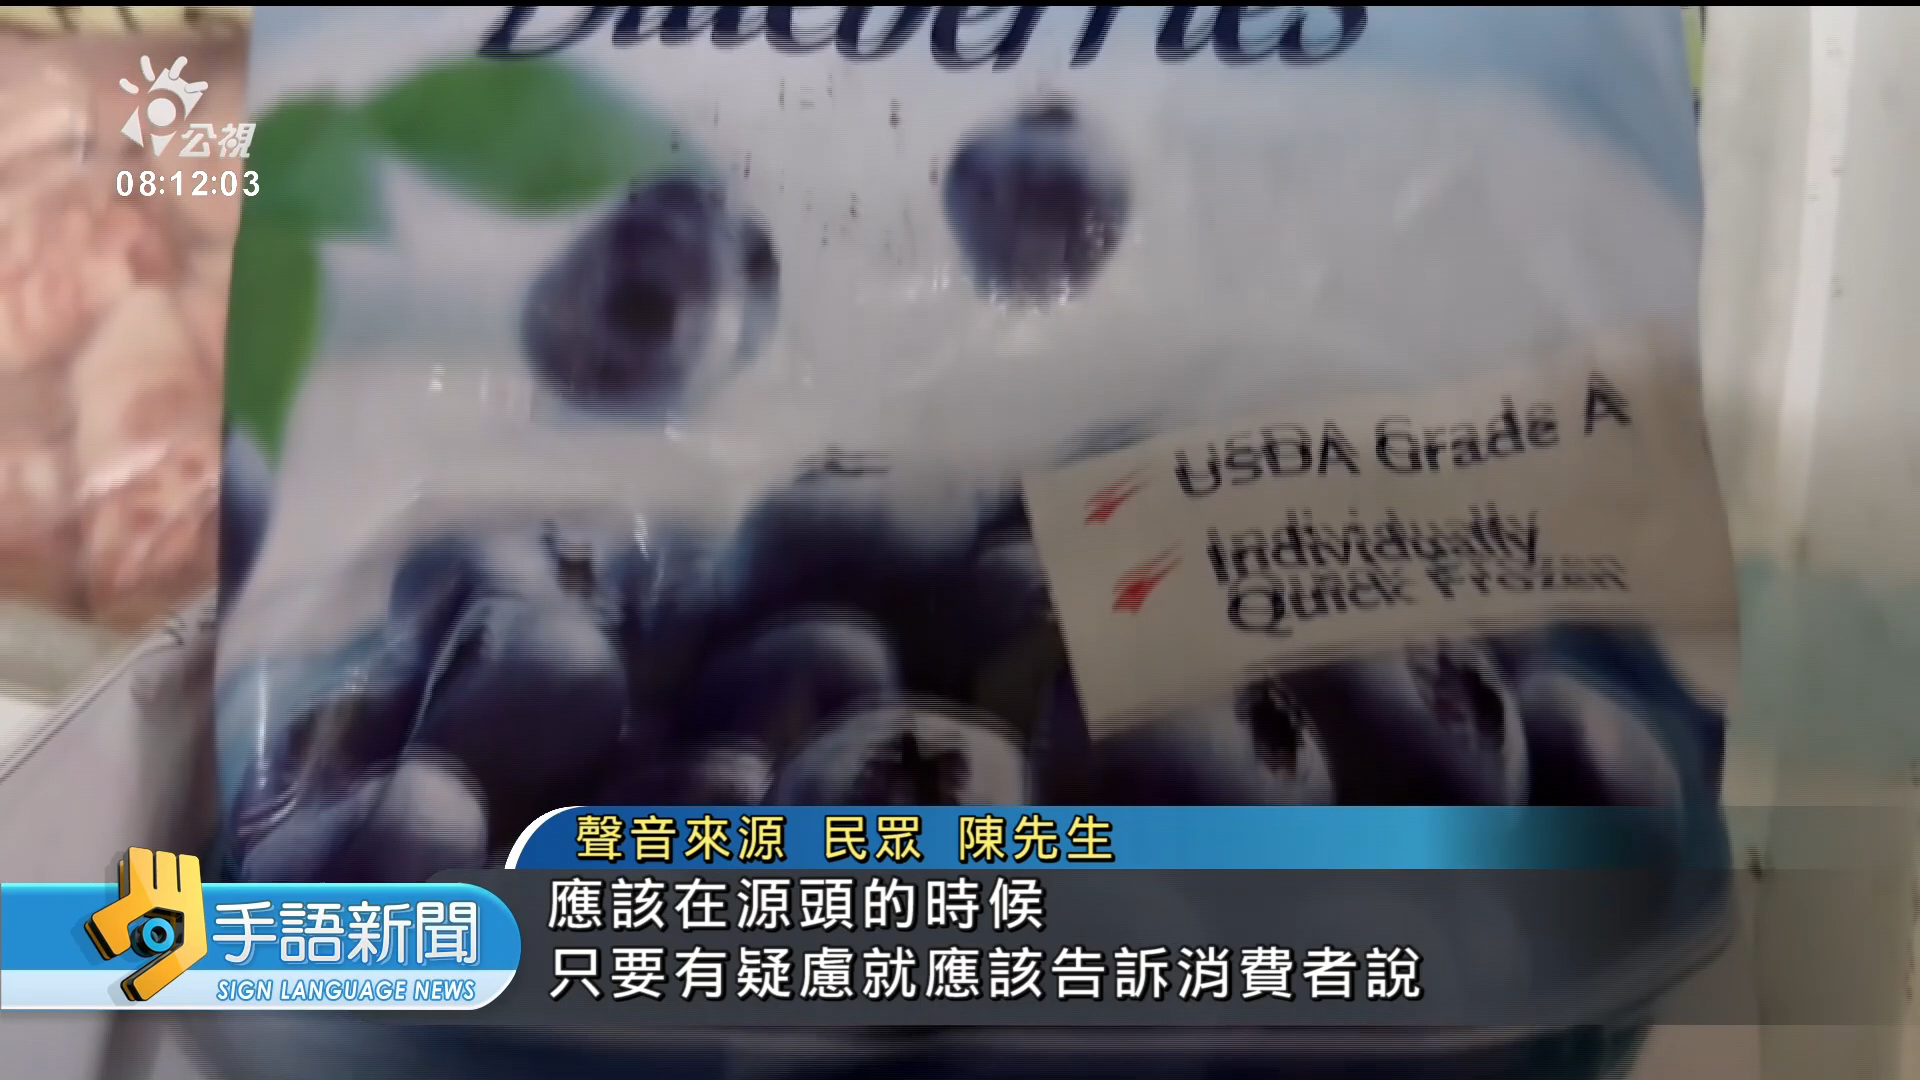 Blueberries
公視
08:12:03
USDA Grade A
Individually
Quick Frozen
聲音來源 民眾 陳先生
應該在源頭的時候
只要有疑慮就應該告訴消費者說
手語新聞
SIGN LANGUAGE NEWS